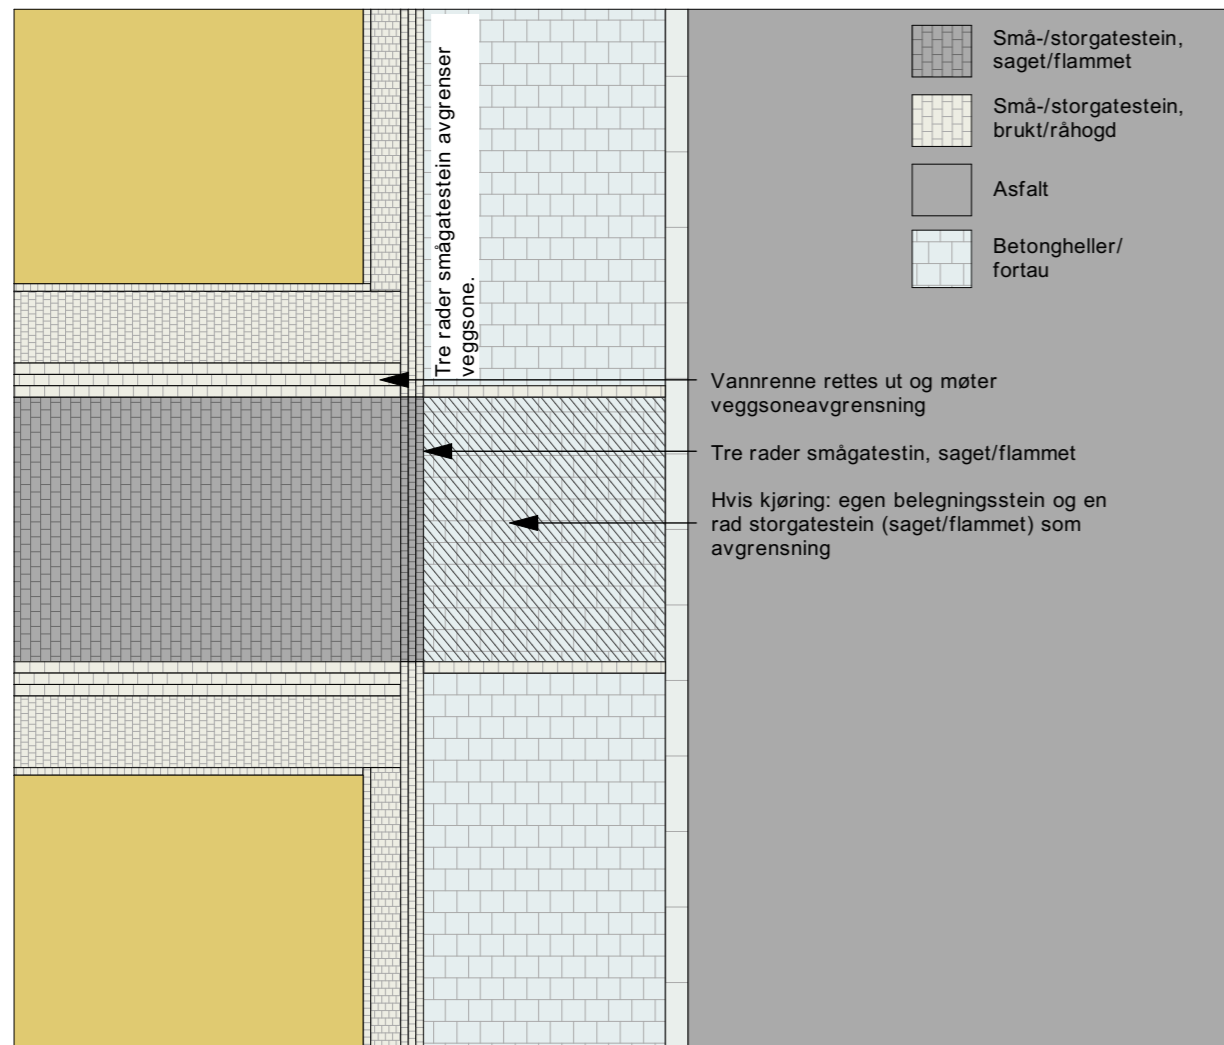 Tre rader smågatestein avgrenser
veggsone.
Små-/storgatestein,
saget/flammet
Små-/storgatestein,
brukt/råhogd
Asfalt
Betongheller/
fortau
Vannrenne rettes ut og møter
veggsoneavgrensning
Tre rader smågatestin, saget/flammet
Hvis kjøring: egen belegningsstein og en
rad storgatestein (saget/flammet) som
avgrensning